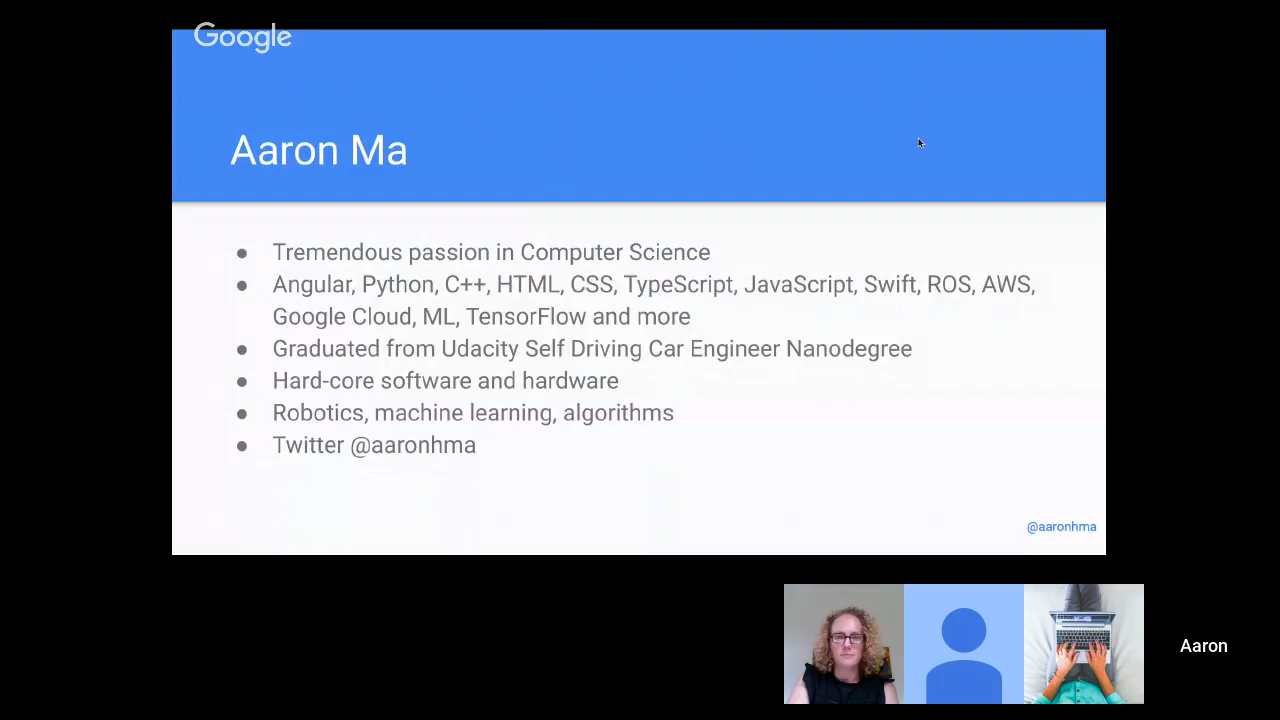 Google
Aaron Ma
● Tremendous passion in Computer Science
● Angular, Python, C++, HTML, CSS, TypeScript, JavaScript, Swift, ROS, AWS,
Google Cloud, ML, TensorFlow and more
● Graduated from Udacity Self Driving Car Engineer Nanodegree
● Hard-core software and hardware
● Robotics, machine learning, algorithms
● Twitter @aaronhma
@aaronhma
Aaron